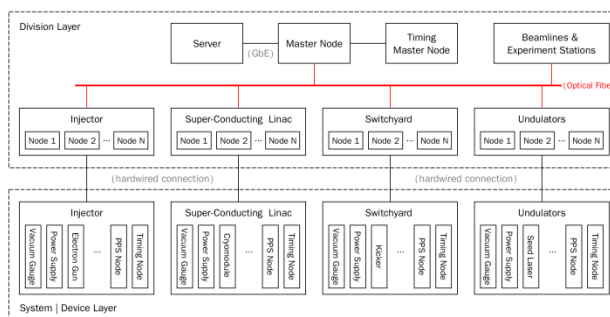 Division Layer
Server
(GbE)
Master Node
Timing
Master Node
Beamlines &
Experiment Stations
(Optical Fibe
Injector
Node 1 Node 2 ... Node N
Super-Conducting Linac
Node 1 Node 2 ... Node N
Switchyard
Node 1 Node 2 ... Node N
Undulators
Node 1 Node 2 ... Node N
(hardwired connection)
(hardwired connection)
Injector
Vacuum Gauge
Power Supply
Electron Gun
...
PPS Node
Timing Node
Super-Conducting Linac
Vacuum Gauge
Power Supply
Cryomodule
...
PPS Node
Timing Node
Switchyard
Vacuum Gauge
Power Supply
Kicker
...
PPS Node
Timing Node
Undulators
Vacuum Gauge
Power Supply
Seed Laser
...
PPS Node
Timing Node
System | Device Layer